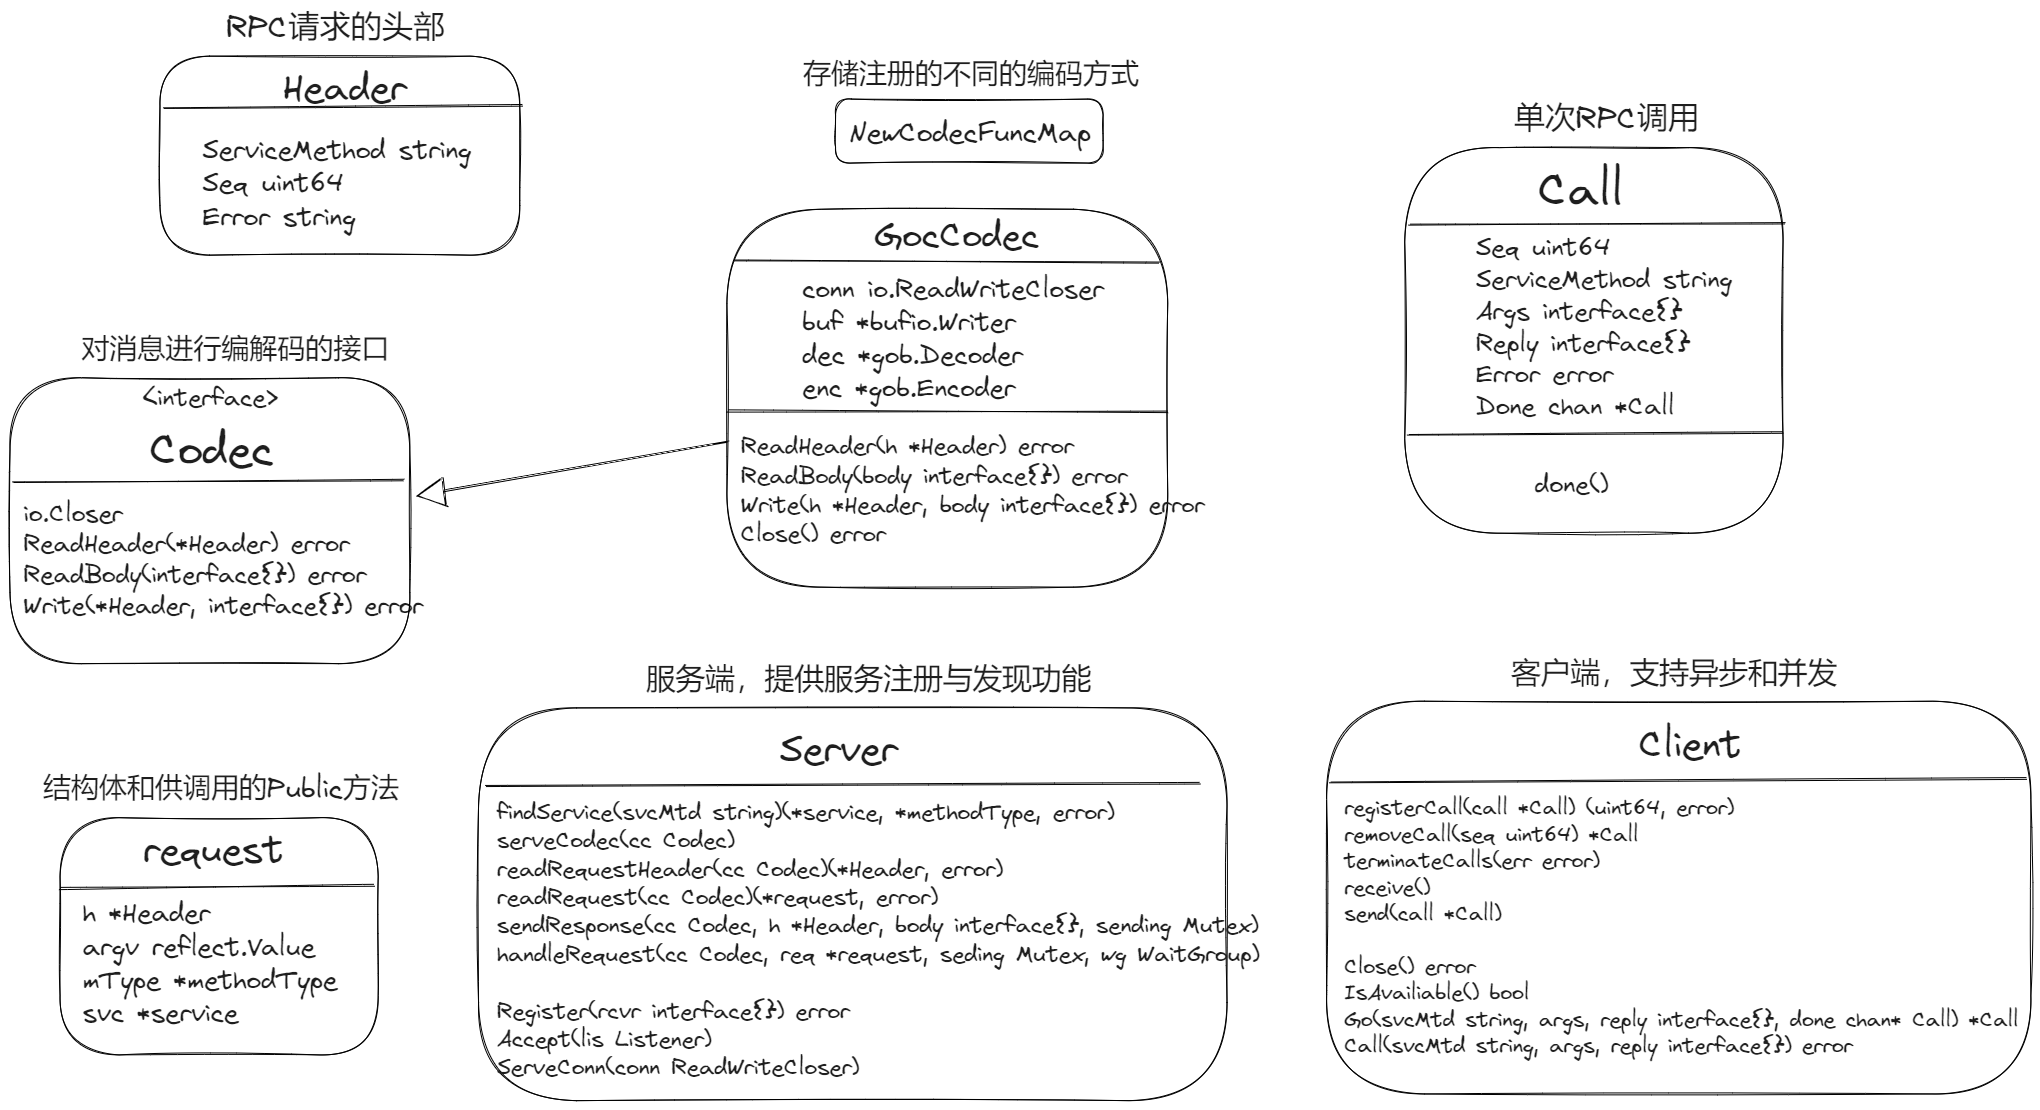 RPC请求的头部
Header
ServiceMethod string
Seq uint64
Error string
存储注册的不同的编码方式
NewCodecFuncMap
单次RPC调用
Call
Seq uint64
ServiceMethod string
Args interface{}
Reply interface{}
Error error
Done chan *Call
done()
GocCodec
conn io.ReadWriteCloser
buf *bufio.Writer
dec *gob.Decoder
enc *gob.Encoder
ReadHeader(h *Header) error
ReadBody(body interface{}) error
Write(h *Header, body interface{}) error
Close() error
对消息进行编解码的接口
<interface>
Codec
io.Closer
ReadHeader(*Header) error
ReadBody(interface{}) error
Write(*Header, interface{}) error
结构体和供调用的Public方法
request
h *Header
argv reflect.Value
mType *methodType
svc *service
服务端，提供服务注册与发现功能
Server
findService(svcMtd string)(*service, *methodType, error)
serveCodec(cc Codec)
readRequestHeader(cc Codec)(*Header, error)
readRequest(cc Codec)(*request, error)
sendResponse(cc Codec, h *Header, body interface{}, sending Mutex)
handleRequest(cc Codec, req *request, seding Mutex, wg WaitGroup)
Register(rcvr interface{}) error
Accept(lis Listener)
ServeConn(conn ReadWriteCloser)
客户端，支持异步和并发
Client
registerCall(call *Call) (uint64, error)
removeCall(seq uint64) *Call
terminateCalls(err error)
receive()
send(call *Call)
Close() error
IsAvailiable() bool
Go(svcMtd string, args, reply interface{}, done chan* Call) *Call
Call(svcMtd string, args, reply interface{}) error